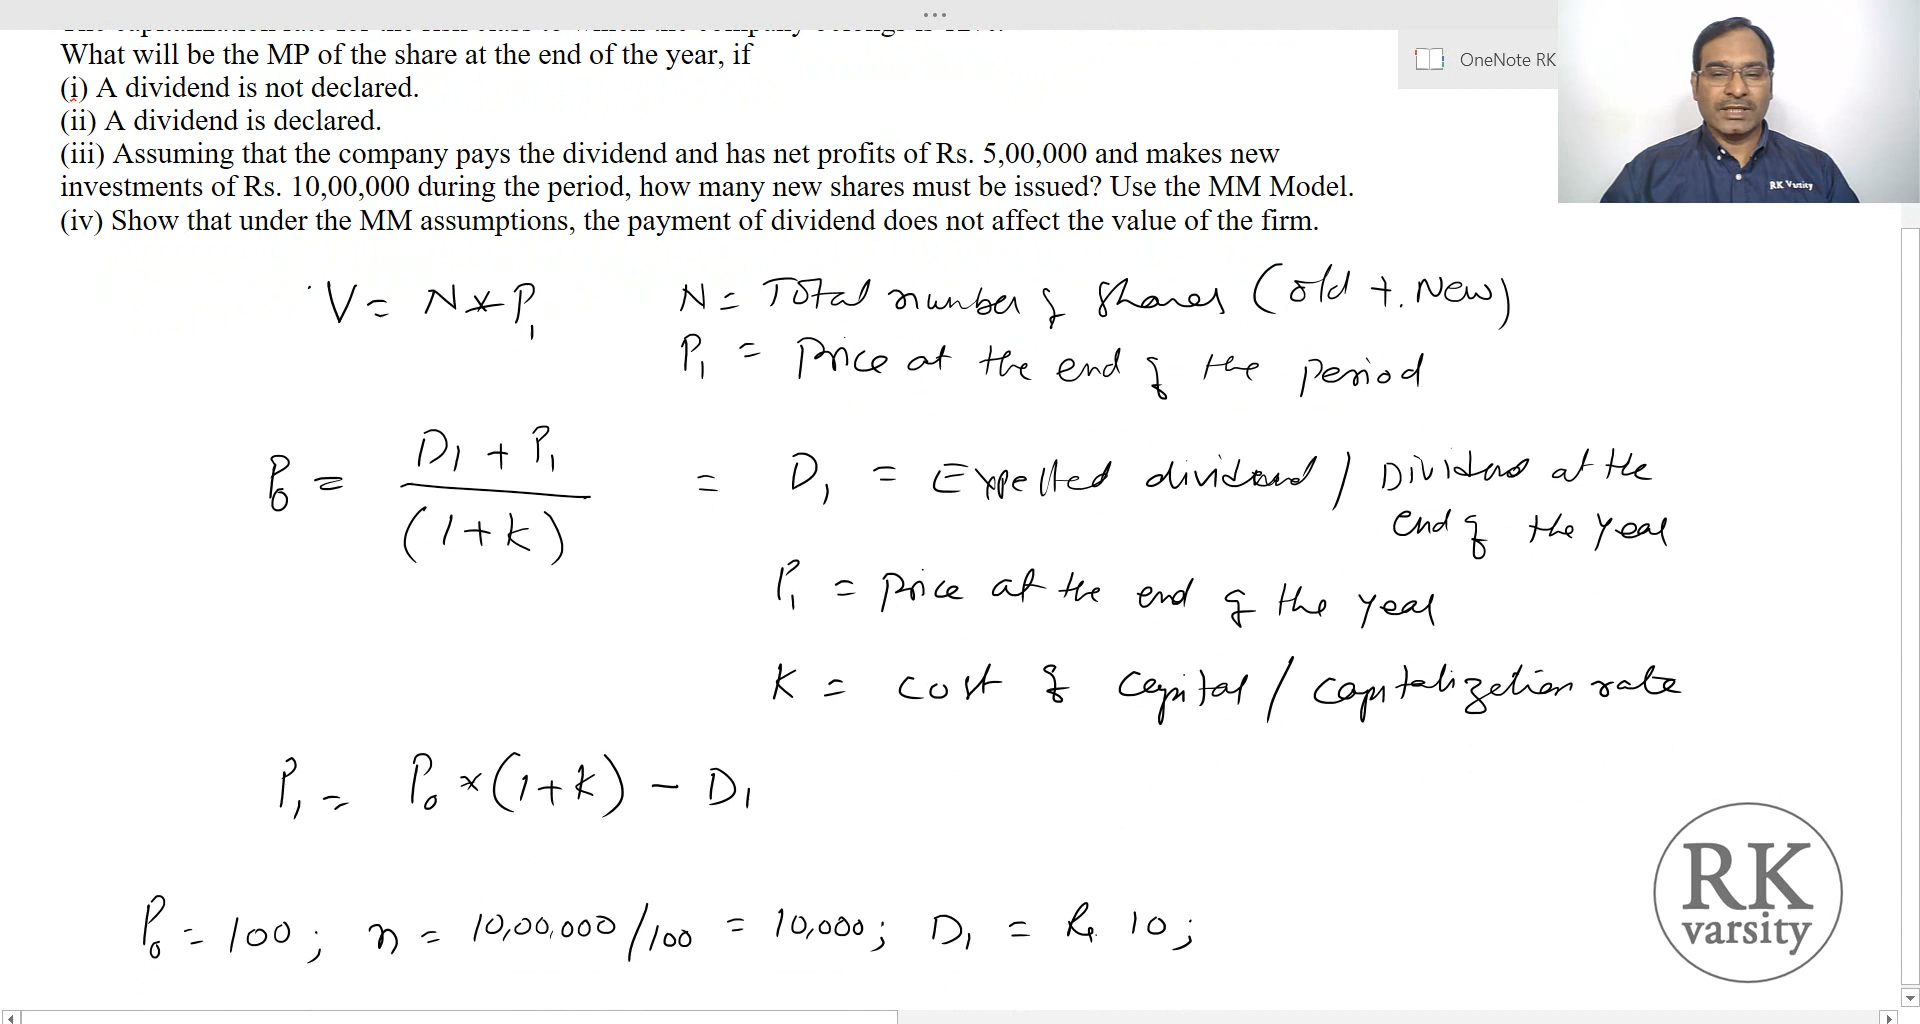 What will be the MP of the share at the end of the year, if
(i) A dividend is not declared.
(ii) A dividend is declared.
(iii) Assuming that the company pays the dividend and has net profits of Rs. 5,00,000 and makes new
investments of Rs. 10,00,000 during the period, how many new shares must be issued? Use the MM Model.
(iv) Show that under the MM assumptions, the payment of dividend does not affect the value of the firm.
OneNote RK
RK Varsity
V = N * P1
N = Total number of shares (old + New)
P1 = price at the end of the period
P0 = D1 + P1
(1+k)
= D1 = Expected dividend / Dividend at the
end of the year
P1 = price at the end of the year
K = cost of capital / capitalization rate
P1 = P0 × (1+k) - D1
P0 = 100; n = 10,00,000/100 = 10,000; D1 = Rs. 10;
RK
varsity